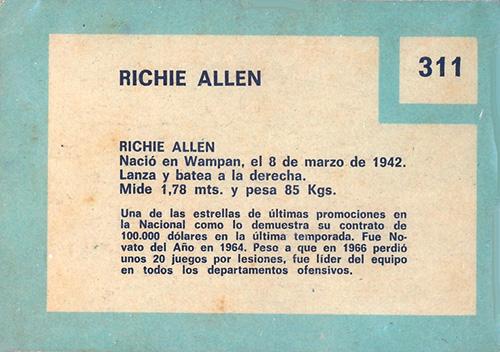 311
RICHIE ALLEN
RICHIE ALLEN
Nació en Wampan, el 8 de marzo de 1942.
Lanza y batea a la derecha.
Mide 1,78 mts. y pesa 85 Kgs.
Una de las estrellas de últimas promociones en
la Nacional como lo demuestra su contrato de
100.000 dólares en la última temporada. Fue No-
vato del Año en 1964. Pese a que en 1966 perdió
unos 20 juegos por lesiones, fue líder del equipo
en todos los departamentos ofensivos.